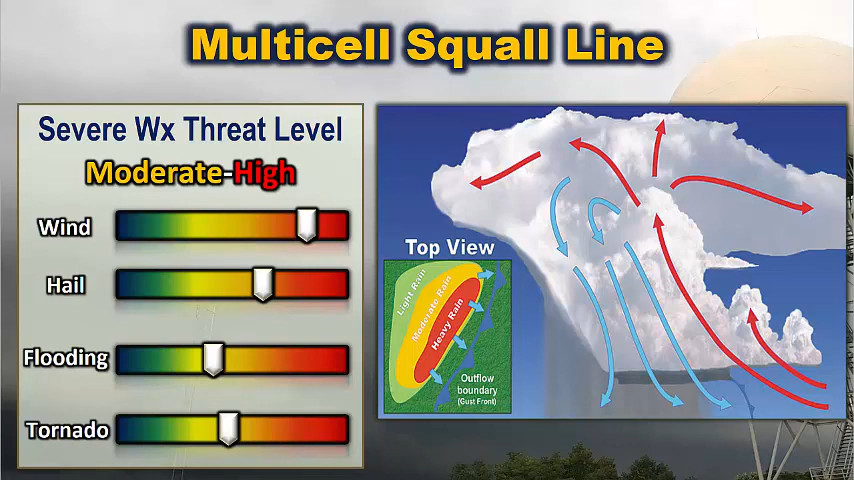 Multicell Squall Line
Severe Wx Threat Level
Moderate-High
Wind
Hail
Flooding
Tornado
Top View
Light Rain
Moderate Rain
Heavy Rain
Outflow
boundary
(Gust Front)